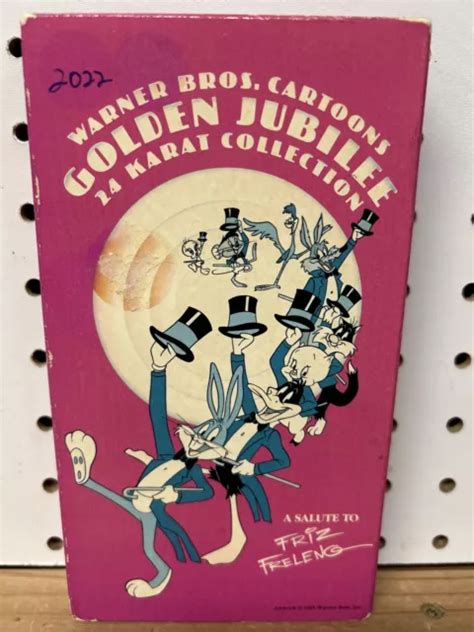 2022
WARNER BROS. CARTOONS
GOLDEN JUBILEE
24 KARAT COLLECTION
A SALUTE TO
FRIZ
FRELENG